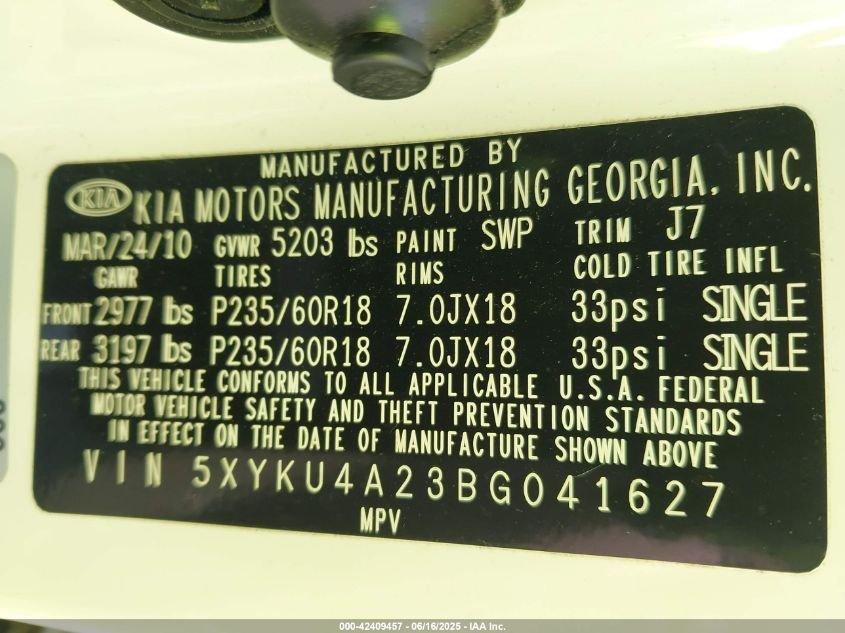 MANUFACTURED BY
KIA KIA MOTORS MANUFACTURING GEORGIA, INC.
MAR/24/10 GVWR 5203 lbs PAINT SWP TRIM J7
GAWR TIRES RIMS COLD TIRE INFL
FRONT 2977 lbs P235/60R18 7.0JX18 33psi SINGLE
REAR 3197 lbs P235/60R18 7.0JX18 33psi SINGLE
THIS VEHICLE CONFORMS TO ALL APPLICABLE U.S.A. FEDERAL
MOTOR VEHICLE SAFETY AND THEFT PREVENTION STANDARDS
IN EFFECT ON THE DATE OF MANUFACTURE SHOWN ABOVE
VIN 5XYKU4A23BG041627
MPV
000-42409457 - 06/16/2025 - IAA Inc.